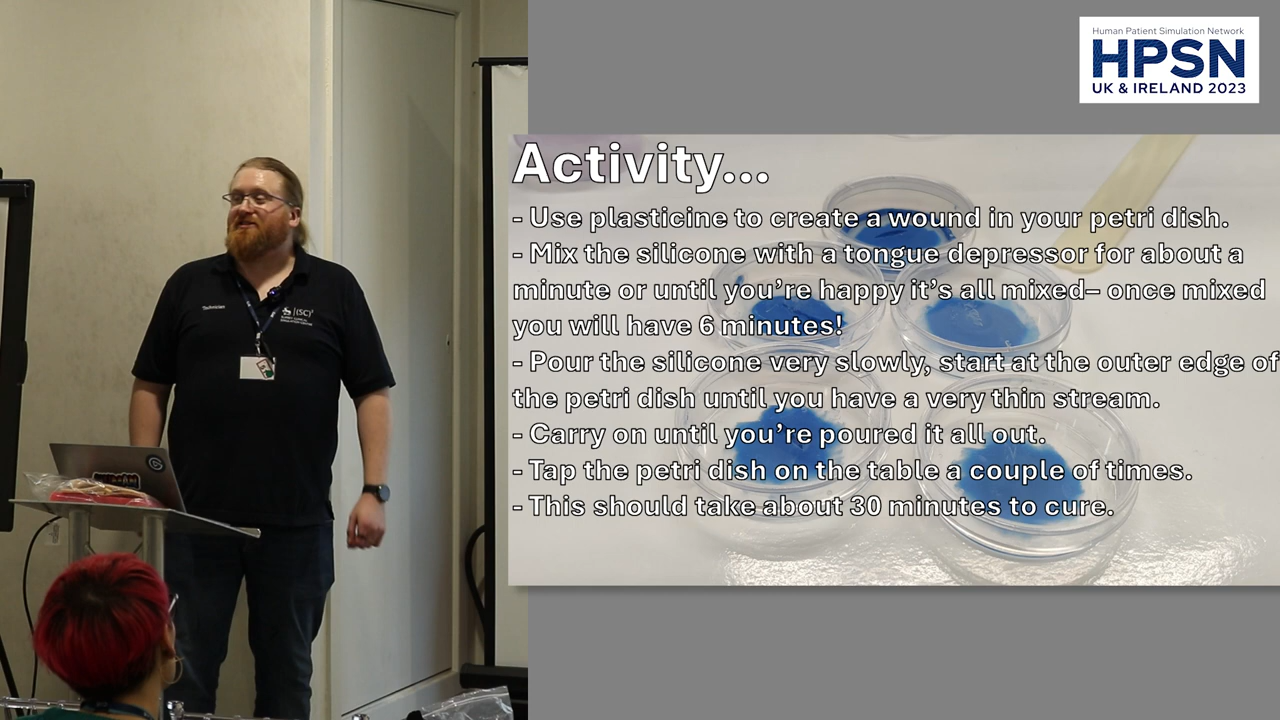 Human Patient Simulation Network
HPSN
UK & IRELAND 2023
Activity...
- Use plasticine to create a wound in your petri dish.
- Mix the silicone with a tongue depressor for about a
minute or until you're happy it's all mixed– once mixed
you will have 6 minutes!
- Pour the silicone very slowly, start at the outer edge of
the petri dish until you have a very thin stream.
- Carry on until you're poured it all out.
- Tap the petri dish on the table a couple of times.
- This should take about 30 minutes to cure.
Technician
(SC)²